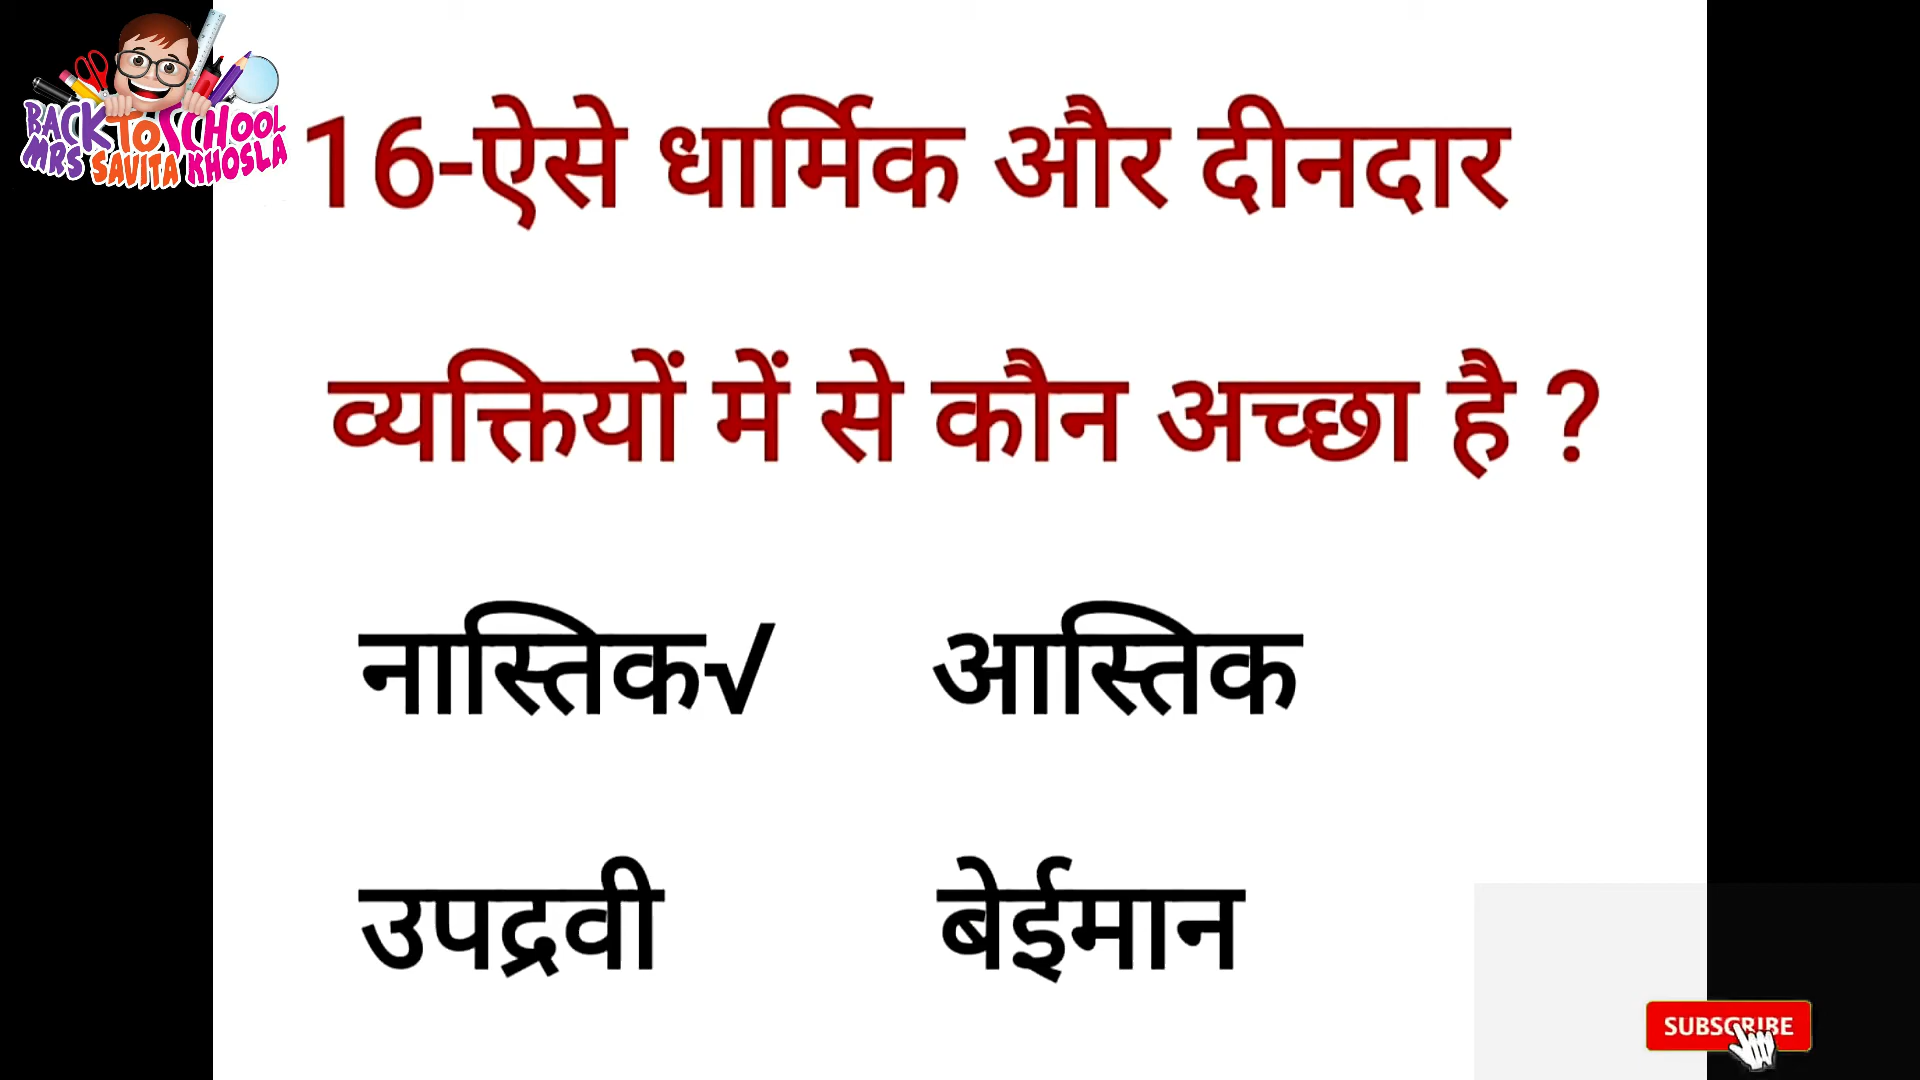 BACK TO SCHOOL
MRS SAVITA KHOSLA
16-ऐसे धार्मिक और दीनदार
व्यक्तियों में से कौन अच्छा है ?
नास्तिक√ आस्तिक
उपद्रवी बेईमान
SUBSCRIBE